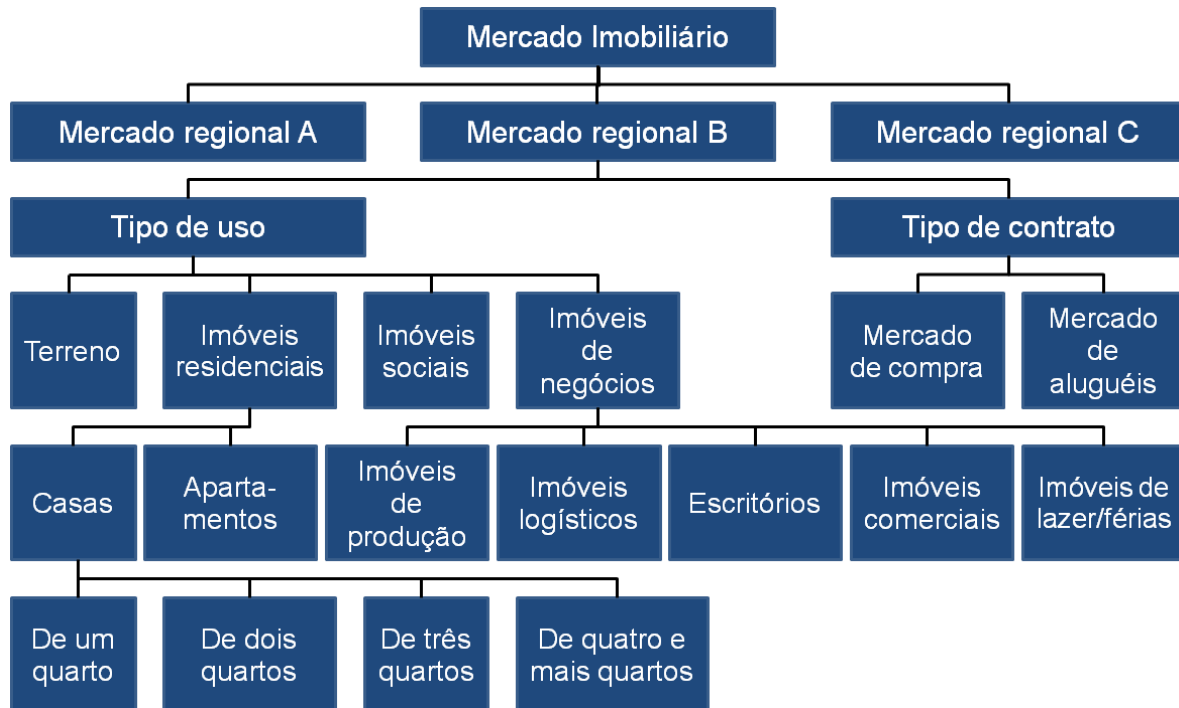 Mercado Imobiliário
Mercado regional A
Mercado regional B
Mercado regional C
Tipo de uso
Tipo de contrato
Terreno
Imóveis
residenciais
Imóveis
sociais
Imóveis
de
negócios
Mercado
de compra
Mercado
de
aluguéis
Casas
Aparta-
mentos
Imóveis
de
produção
Imóveis
logísticos
Escritórios
Imóveis
comerciais
Imóveis de
lazer/férias
De um
quarto
De dois
quartos
De três
quartos
De quatro e
mais quartos